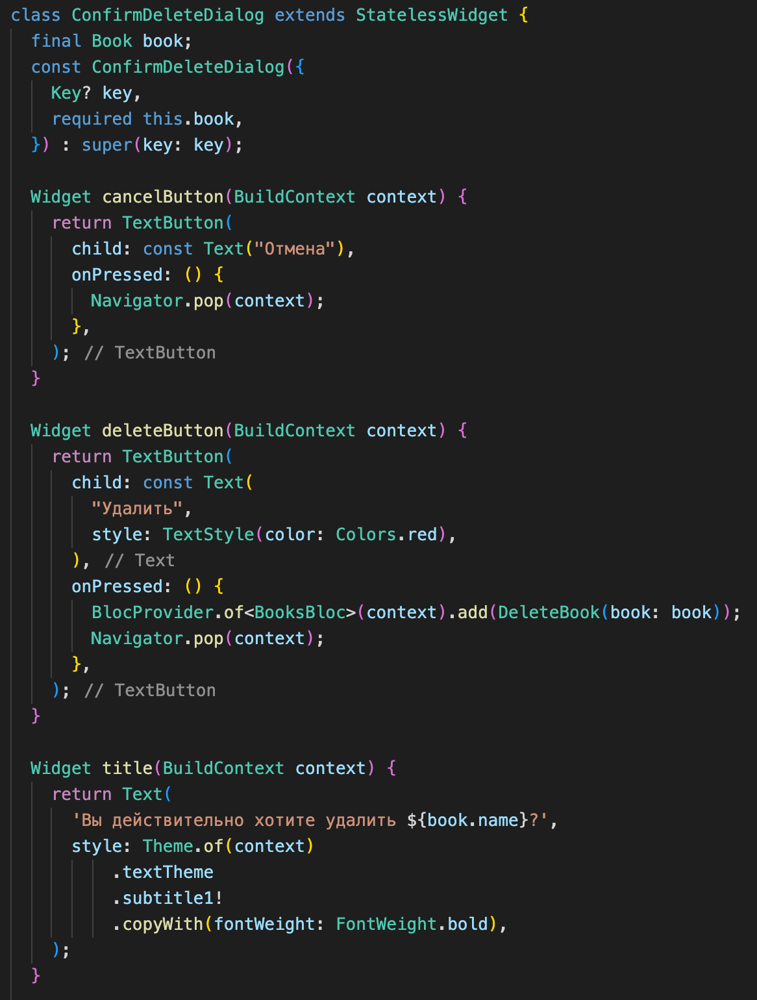 class ConfirmDeleteDialog extends StatelessWidget {
  final Book book;
  const ConfirmDeleteDialog({
    Key? key,
    required this.book,
  }) : super(key: key);

  Widget cancelButton(BuildContext context) {
    return TextButton(
      child: const Text("Отмена"),
      onPressed: () {
        Navigator.pop(context);
      },
    ); // TextButton
  }

  Widget deleteButton(BuildContext context) {
    return TextButton(
      child: const Text(
        "Удалить",
        style: TextStyle(color: Colors.red),
      ), // Text
      onPressed: () {
        BlocProvider.of<BooksBloc>(context).add(DeleteBook(book: book));
        Navigator.pop(context);
      },
    ); // TextButton
  }

  Widget title(BuildContext context) {
    return Text(
      'Вы действительно хотите удалить ${book.name}?',
      style: Theme.of(context)
          .textTheme
          .subtitle1!
          .copyWith(fontWeight: FontWeight.bold),
    );
  }